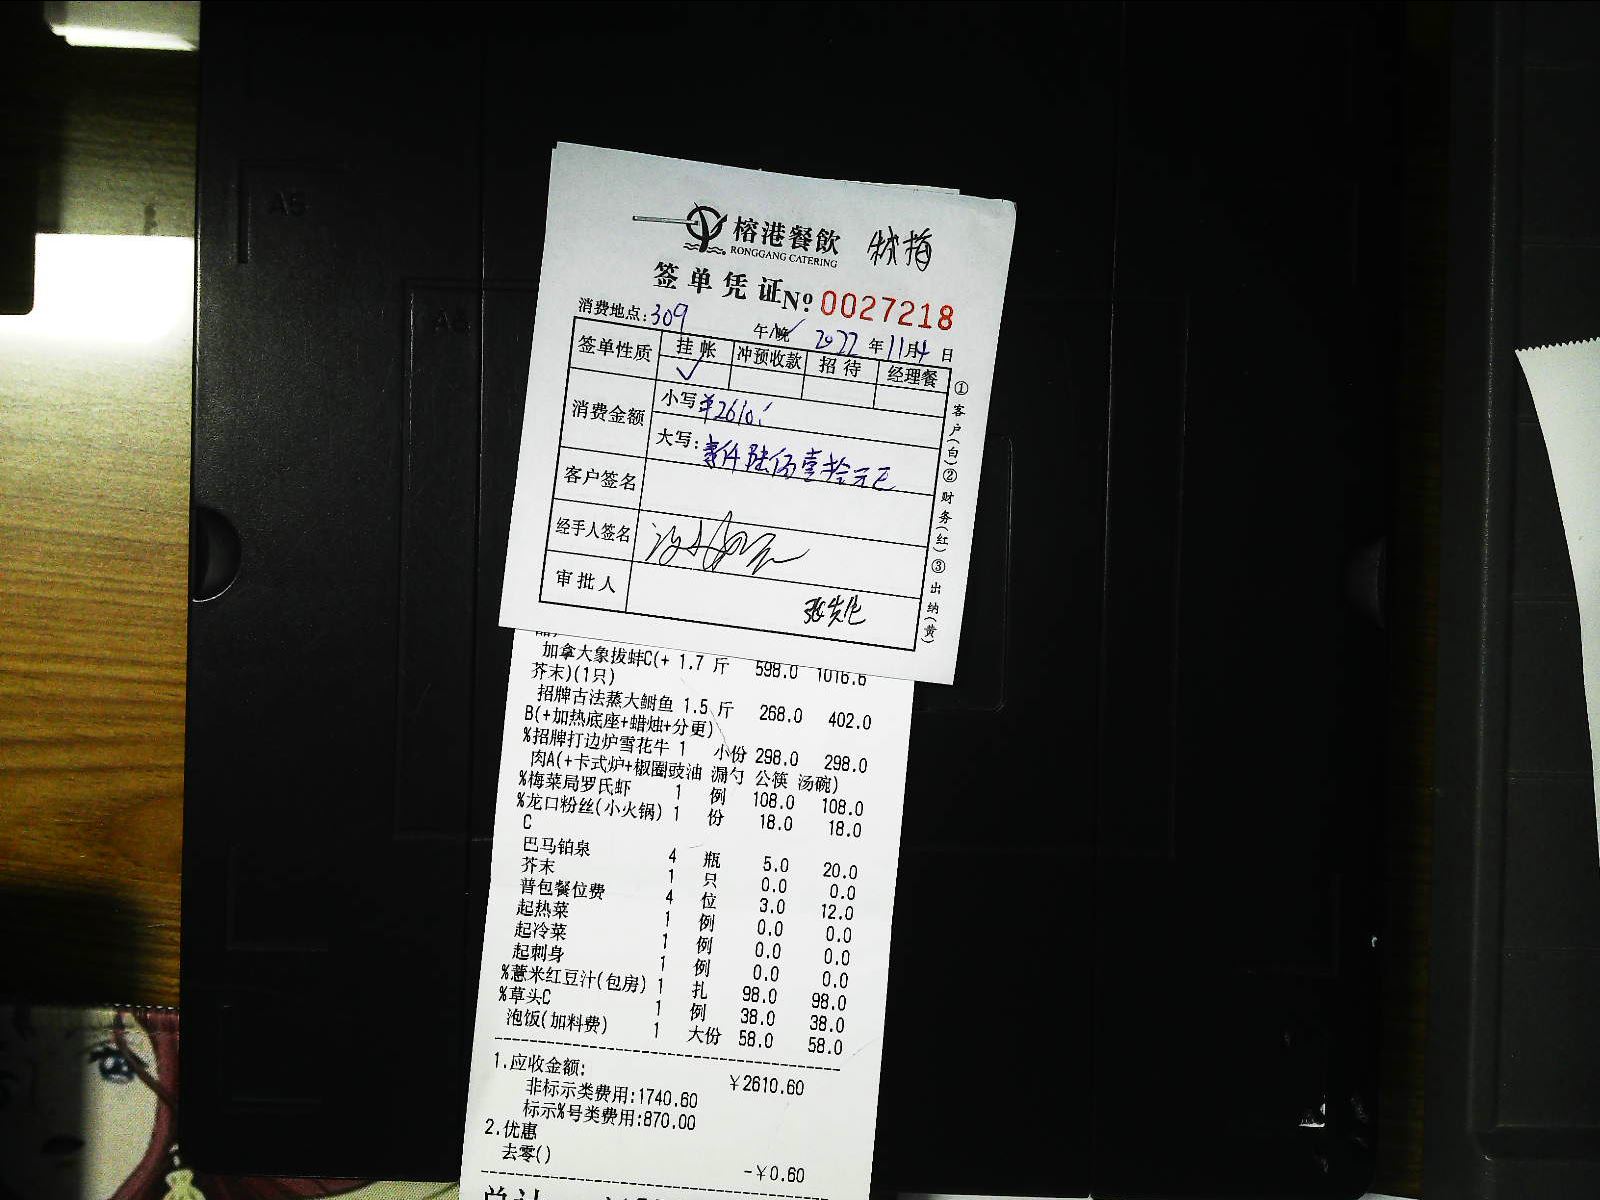 榕港餐飲
RONGGANG CATERING
签单凭证 No 0027218
消费地点:309 午/晚✓ 2022年11月4日
签单性质 挂帐 冲预收款 招待 经理餐
✓
消费金额 小写 ¥2610
大写: 陆佰壹拾元正
客户签名
经手人签名
审批人
①客户(白)②财务(红)③出纳(黄)
加拿大象拔蚌C(+ 1.7 斤 598.0 1016.6
芥末)(1只)
招牌古法蒸大鲥鱼 1.5 斤 268.0 402.0
B(+加热底座+蜡烛+分更)
%招牌打边炉雪花牛 1 小份 298.0 298.0
肉A(+卡式炉+椒圈豉油 漏勺 公筷 汤碗)
%梅菜局罗氏虾 1 例 108.0 108.0
%龙口粉丝(小火锅) 1 份 18.0 18.0
C
巴马铂泉 4 瓶 5.0 20.0
芥末 1 只 0.0 0.0
普包餐位费 4 位 3.0 12.0
起热菜 1 例 0.0 0.0
起冷菜 1 例 0.0 0.0
起刺身 1 例 0.0 0.0
%薏米红豆汁(包房) 1 扎 98.0 98.0
%草头C 1 例 38.0 38.0
泡饭(加料费) 1 大份 58.0 58.0
1.应收金额: ¥2610.60
非标示类费用:1740.60
标示%号类费用:870.00
2.优惠
去零() -¥0.60
A5